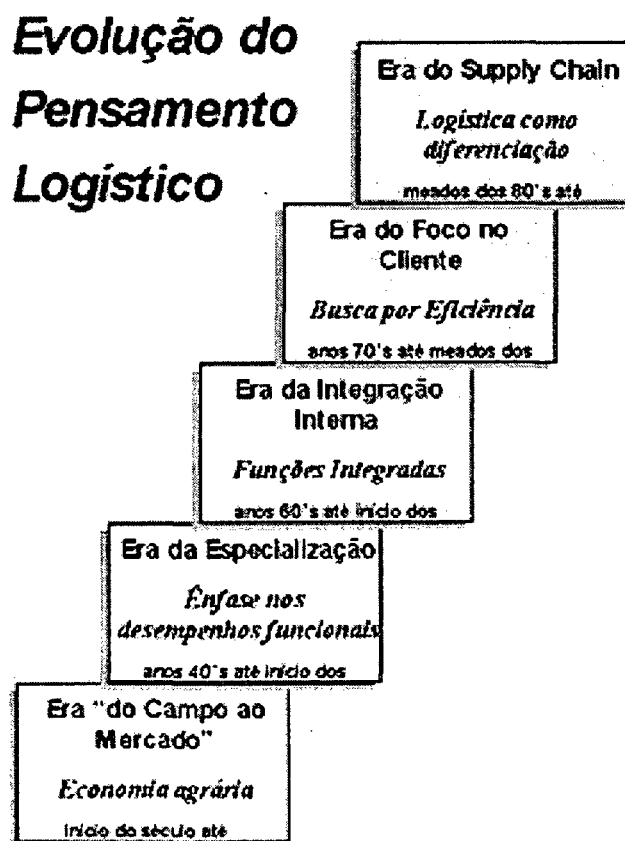 Evolução do
Pensamento
Logístico
Era do Supply Chain
Logística como
diferenciação
meados dos 80's até
Era do Foco no
Cliente
Busca por Eficiência
anos 70's até meados dos
Era da Integração
Interna
Funções Integradas
anos 60's até início dos
Era da Especialização
Ênfase nos
desempenhos funcionais
anos 40's até início dos
Era "do Campo ao
Mercado"
Economia agrária
início do século até